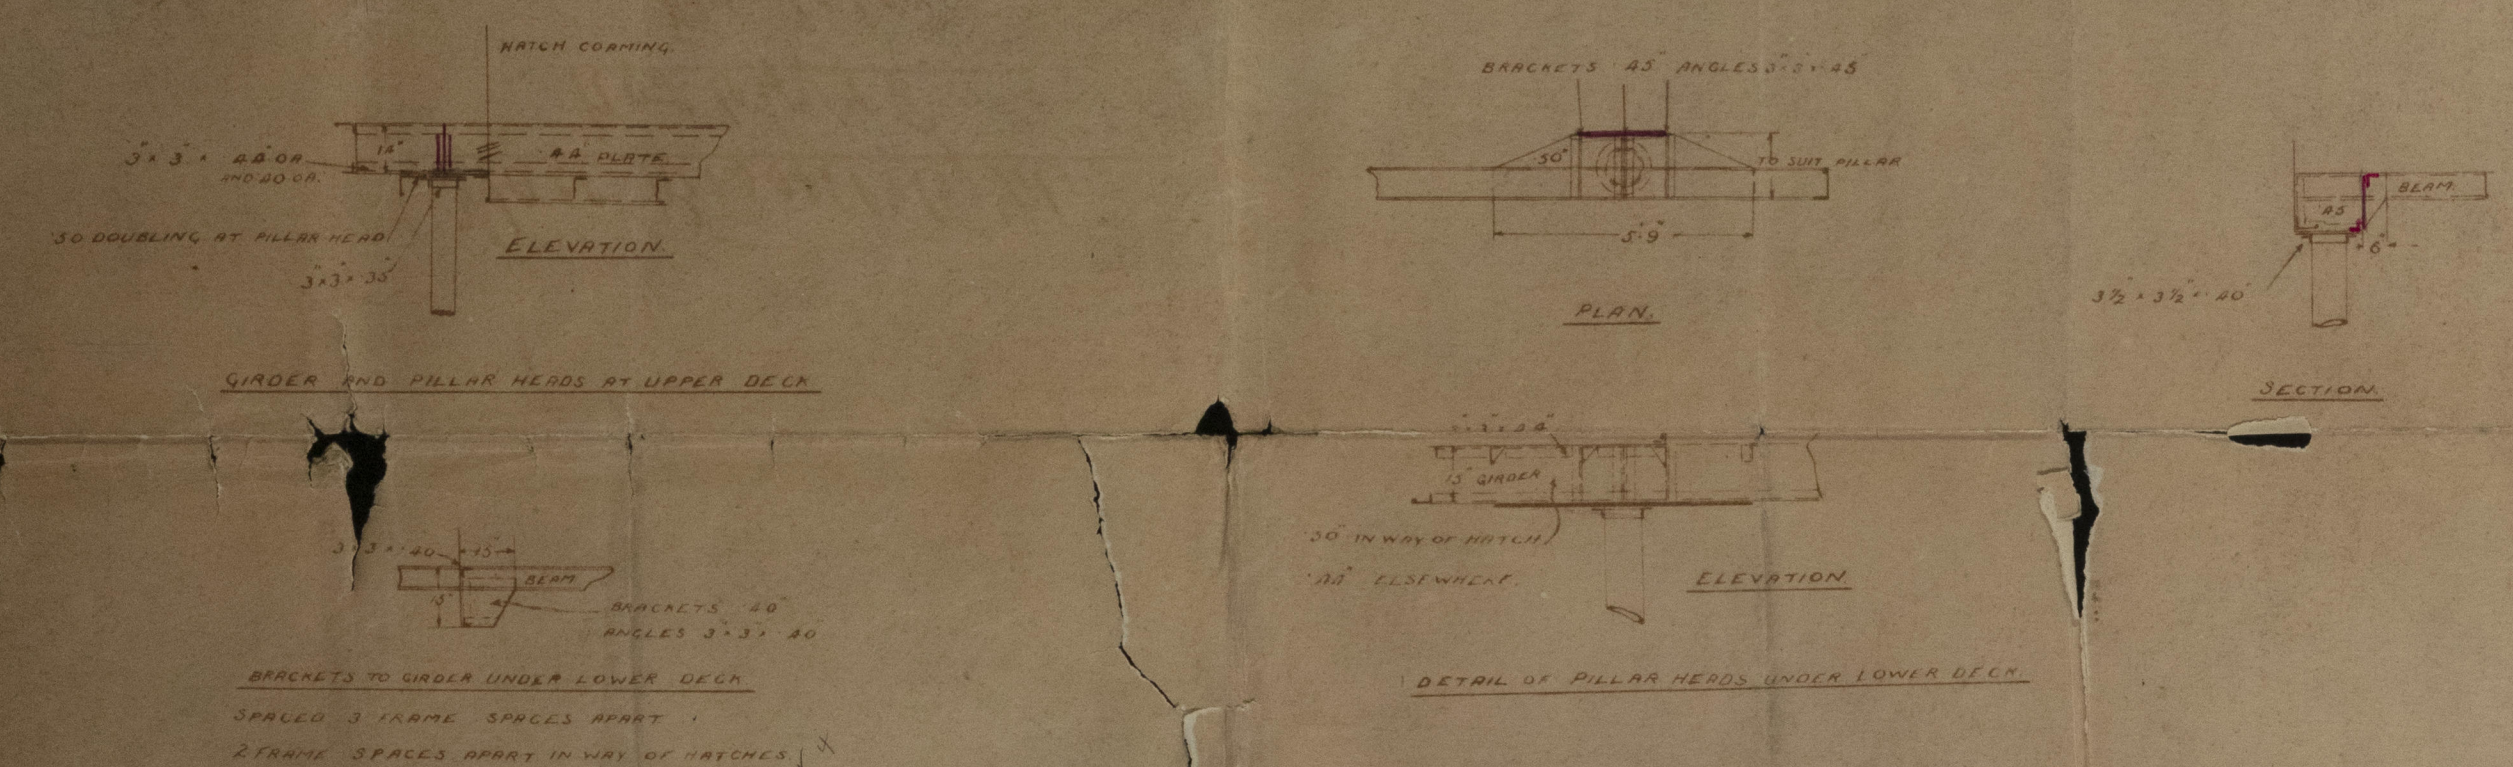 HATCH COAMING.
3" × 3" × .44" OA
AND .40 OA.
14"
.44" PLATE
.50 DOUBLING AT PILLAR HEAD
3" × 3" × .35"
ELEVATION.
GIRDER AND PILLAR HEADS AT UPPER DECK
BRACKETS .45" ANGLES 3" × 3" × .45"
.50"
TO SUIT PILLAR
5'-9"
PLAN.
BEAM.
.45
6"
3½" × 3½" × .40"
SECTION.
3 × 3 × .40
15"
BEAM
15"
BRACKETS .40"
ANGLES 3" × 3" × .40"
BRACKETS TO GIRDER UNDER LOWER DECK
SPACED 3 FRAME SPACES APART
2 FRAME SPACES APART IN WAY OF HATCHES.
4
× .44"
15" GIRDER
.50" IN WAY OF HATCH
.44" ELSEWHERE.
ELEVATION
DETAIL OF PILLAR HEADS UNDER LOWER DECK.